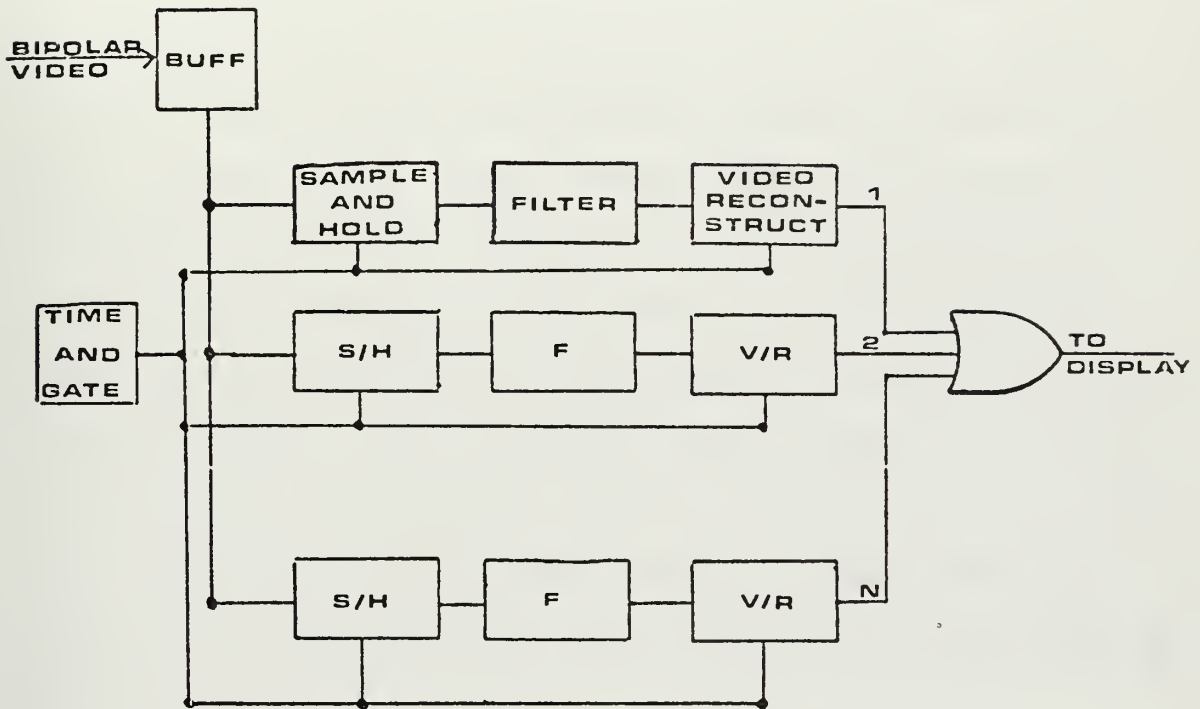 BIPOLAR
VIDEO
BUFF
SAMPLE
AND
HOLD
FILTER
VIDEO
RECON-
STRUCT
1
TIME
AND
GATE
S/H
F
V/R
2
TO
DISPLAY
S/H
F
V/R
N